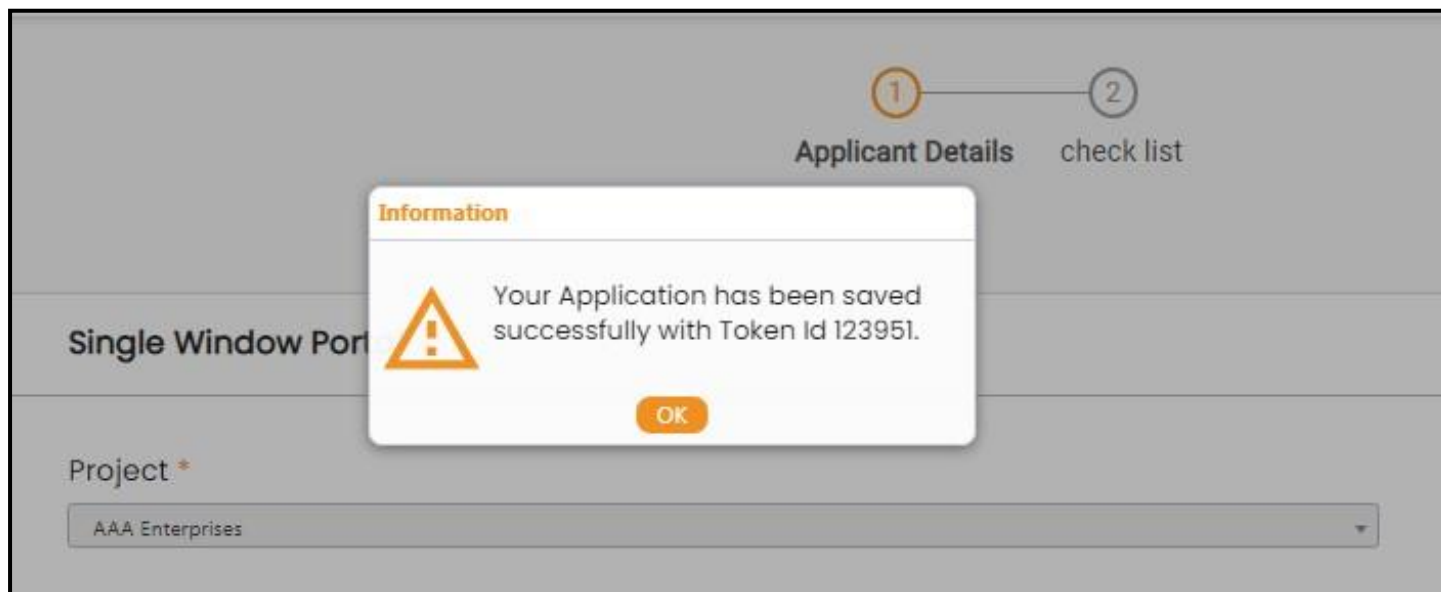 1
2
Applicant Details
check list
Information
Your Application has been saved
successfully with Token Id 123951.
OK
Single Window Port
Project *
AAA Enterprises